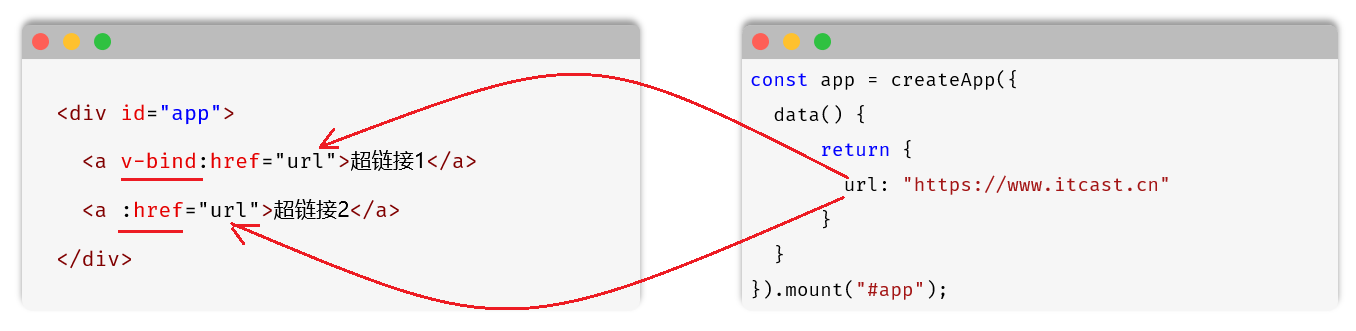 <div id="app">
<a v-bind:href="url">超链接1</a>
<a :href="url">超链接2</a>
</div>
const app = createApp({
data() {
return {
url: "https://www.itcast.cn"
}
}
}).mount("#app");